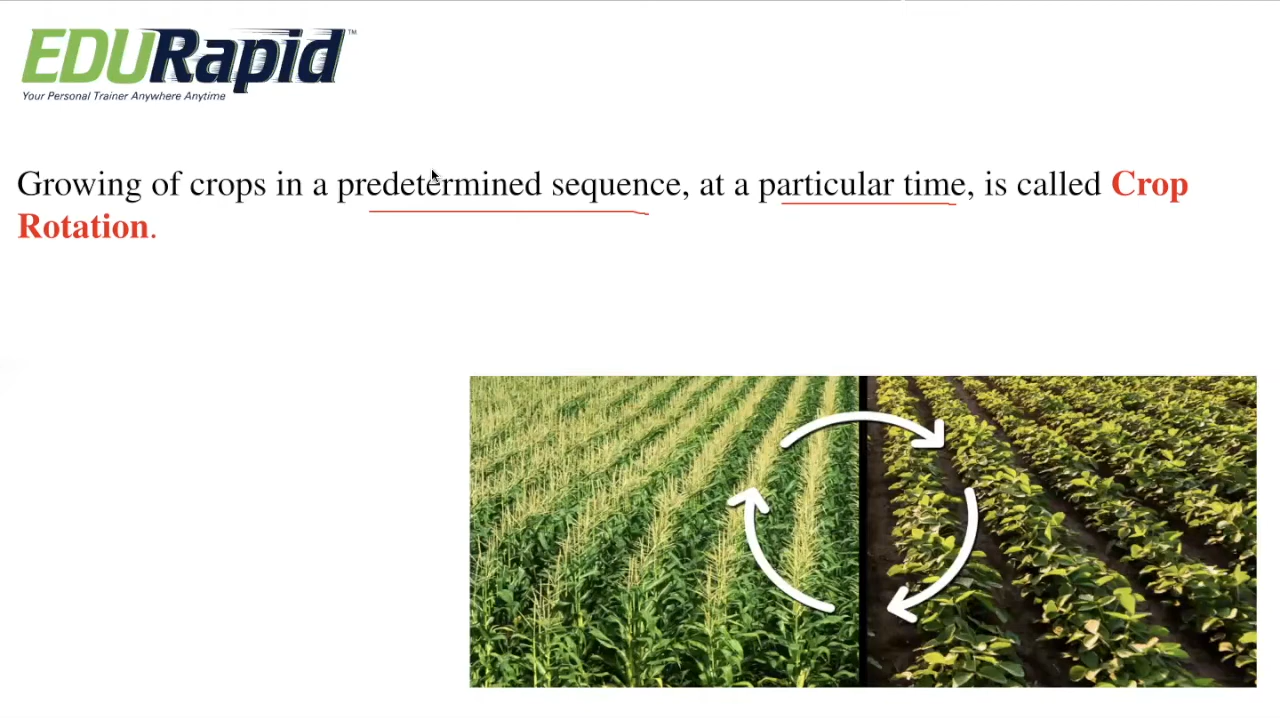 EDURapid™
Your Personal Trainer Anywhere Anytime
Growing of crops in a predetermined sequence, at a particular time, is called Crop
Rotation.